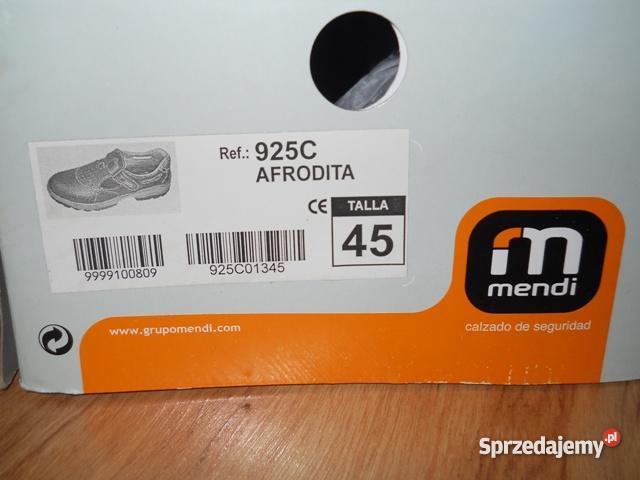 Ref.: 925C
AFRODITA
CE TALLA
45
9999100809
925C01345
m
mendi
calzado de seguridad
www.grupomendi.com
Sprzedajemy.pl